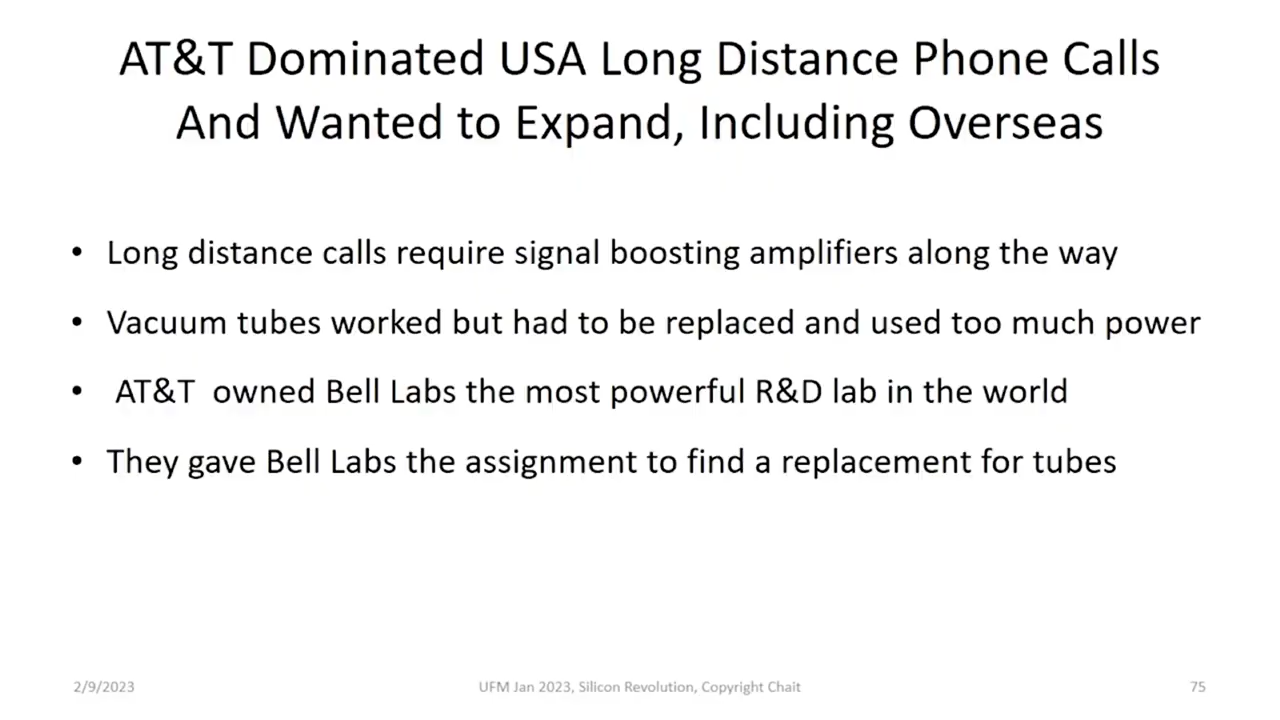 AT&T Dominated USA Long Distance Phone Calls
And Wanted to Expand, Including Overseas
• Long distance calls require signal boosting amplifiers along the way
• Vacuum tubes worked but had to be replaced and used too much power
• AT&T  owned Bell Labs the most powerful R&D lab in the world
• They gave Bell Labs the assignment to find a replacement for tubes
2/9/2023
UFM Jan 2023, Silicon Revolution, Copyright Chait
75